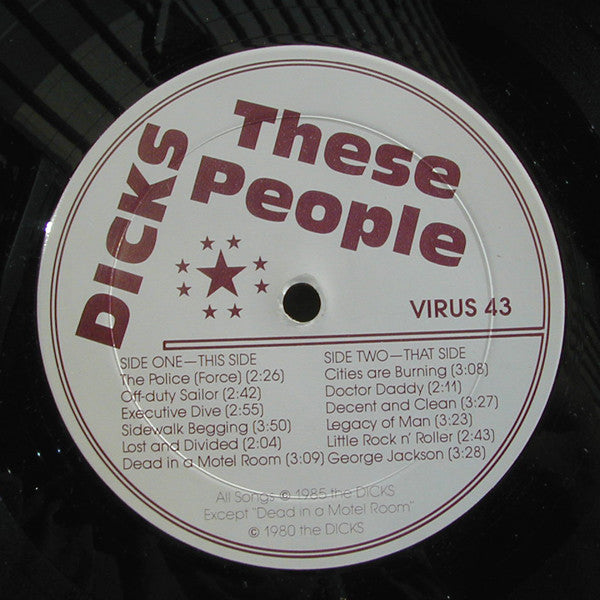 DICKS
These
People
VIRUS 43
SIDE ONE—THIS SIDE
The Police (Force) (2:26)
Off-duty Sailor (2:42)
Executive Dive (2:55)
Sidewalk Begging (3:50)
Lost and Divided (2:04)
Dead in a Motel Room (3:09)
SIDE TWO—THAT SIDE
Cities are Burning (3:08)
Doctor Daddy (2:11)
Decent and Clean (3:27)
Legacy of Man (3:23)
Little Rock n' Roller (2:43)
George Jackson (3:28)
All Songs © 1985 the DICKS
Except "Dead in a Motel Room"
© 1980 the DICKS